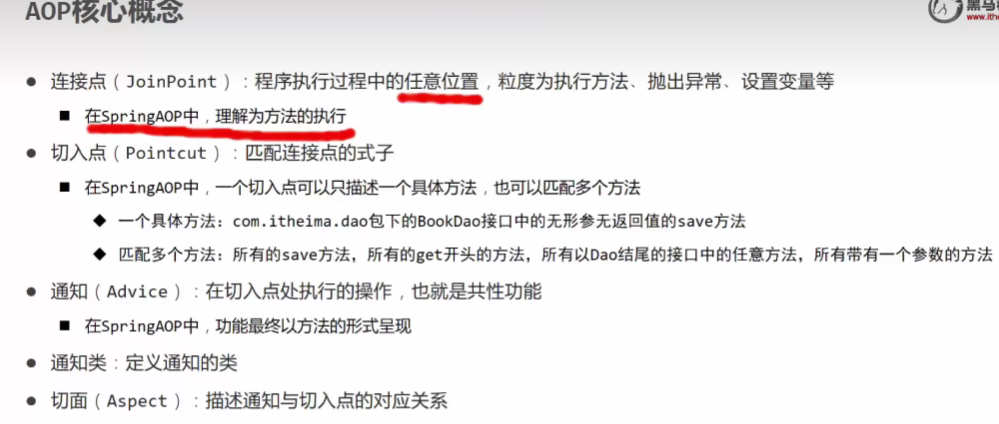 AOP核心概念
黑马
www.ithe
● 连接点（JoinPoint）：程序执行过程中的任意位置，粒度为执行方法、抛出异常、设置变量等
■ 在SpringAOP中，理解为方法的执行
● 切入点（Pointcut）：匹配连接点的式子
■ 在SpringAOP中，一个切入点可以只描述一个具体方法，也可以匹配多个方法
◆ 一个具体方法：com.itheima.dao包下的BookDao接口中的无形参无返回值的save方法
◆ 匹配多个方法：所有的save方法，所有的get开头的方法，所有以Dao结尾的接口中的任意方法，所有带有一个参数的方法
● 通知（Advice）：在切入点处执行的操作，也就是共性功能
■ 在SpringAOP中，功能最终以方法的形式呈现
● 通知类：定义通知的类
● 切面（Aspect）：描述通知与切入点的对应关系